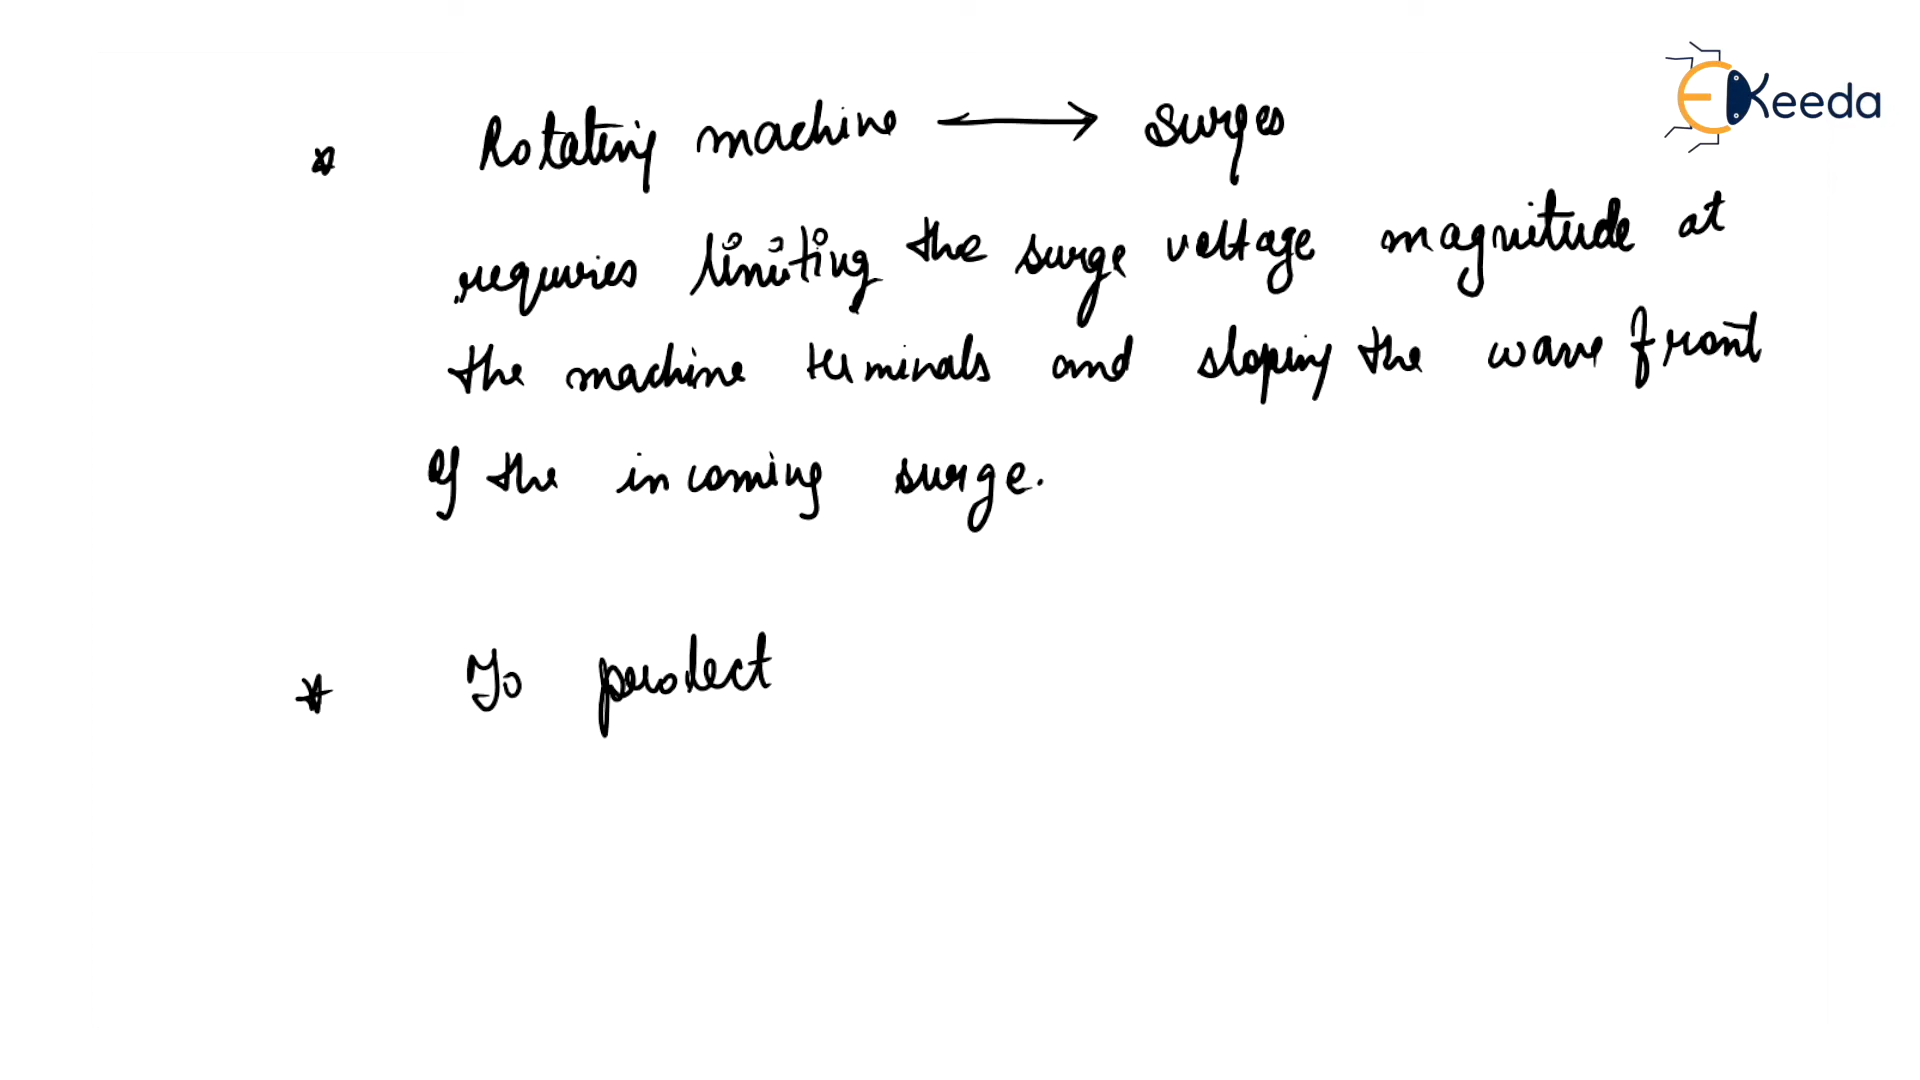 EKeeda
* Rotating machine ⟷ surges
requires limiting the surge voltage magnitude at
the machine terminals and sloping the wave front
of the incoming surge.
* To protect